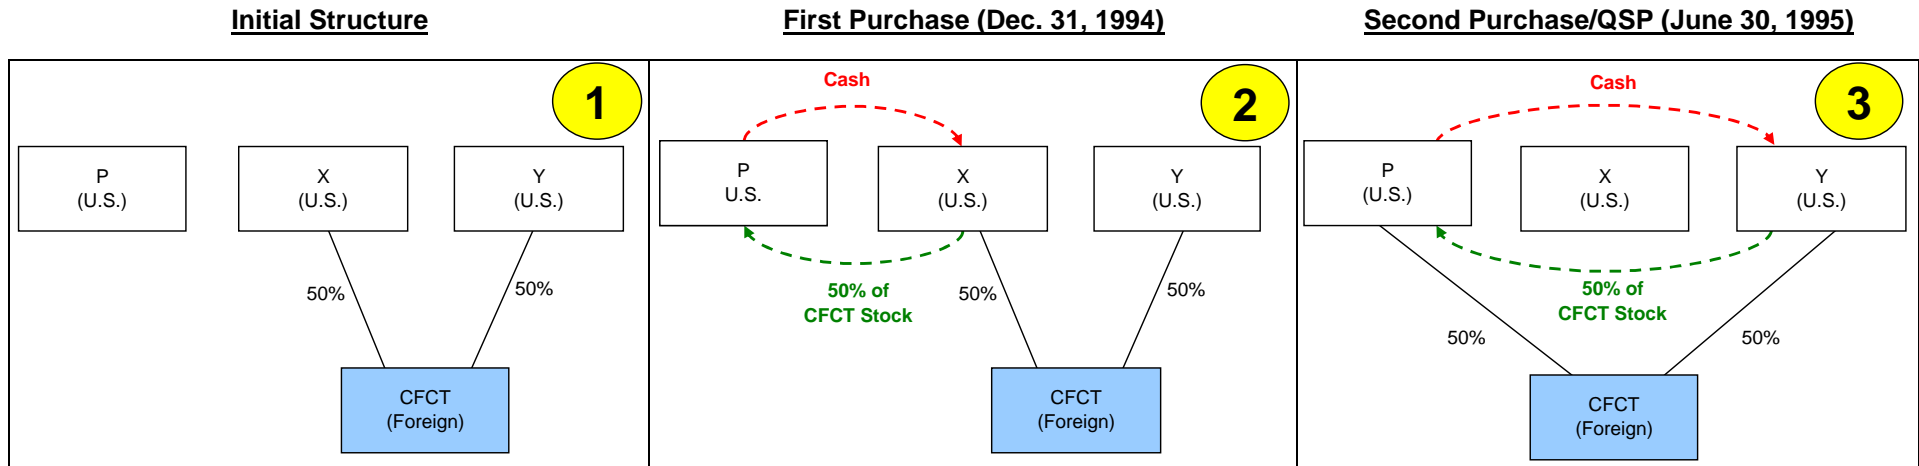 Initial Structure
First Purchase (Dec. 31, 1994)
Second Purchase/QSP (June 30, 1995)
1
P
(U.S.)
X
(U.S.)
Y
(U.S.)
50%
50%
CFCT
(Foreign)
Cash
2
P
U.S.
X
(U.S.)
Y
(U.S.)
50% of
CFCT Stock
50%
50%
CFCT
(Foreign)
Cash
3
P
(U.S.)
X
(U.S.)
Y
(U.S.)
50% of
CFCT Stock
50%
50%
CFCT
(Foreign)